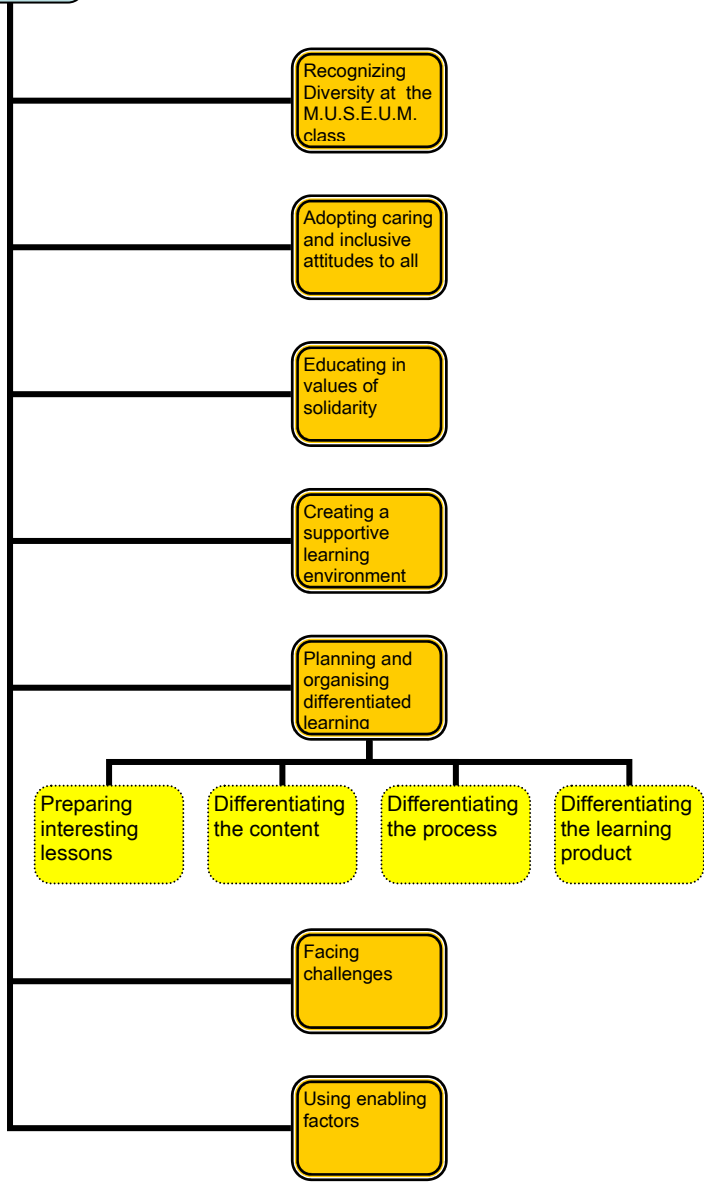 Recognizing
Diversity at the
M.U.S.E.U.M.
class
Adopting caring
and inclusive
attitudes to all
Educating in
values of
solidarity
Creating a
supportive
learning
environment
Planning and
organising
differentiated
learning
Preparing
interesting
lessons
Differentiating
the content
Differentiating
the process
Differentiating
the learning
product
Facing
challenges
Using enabling
factors